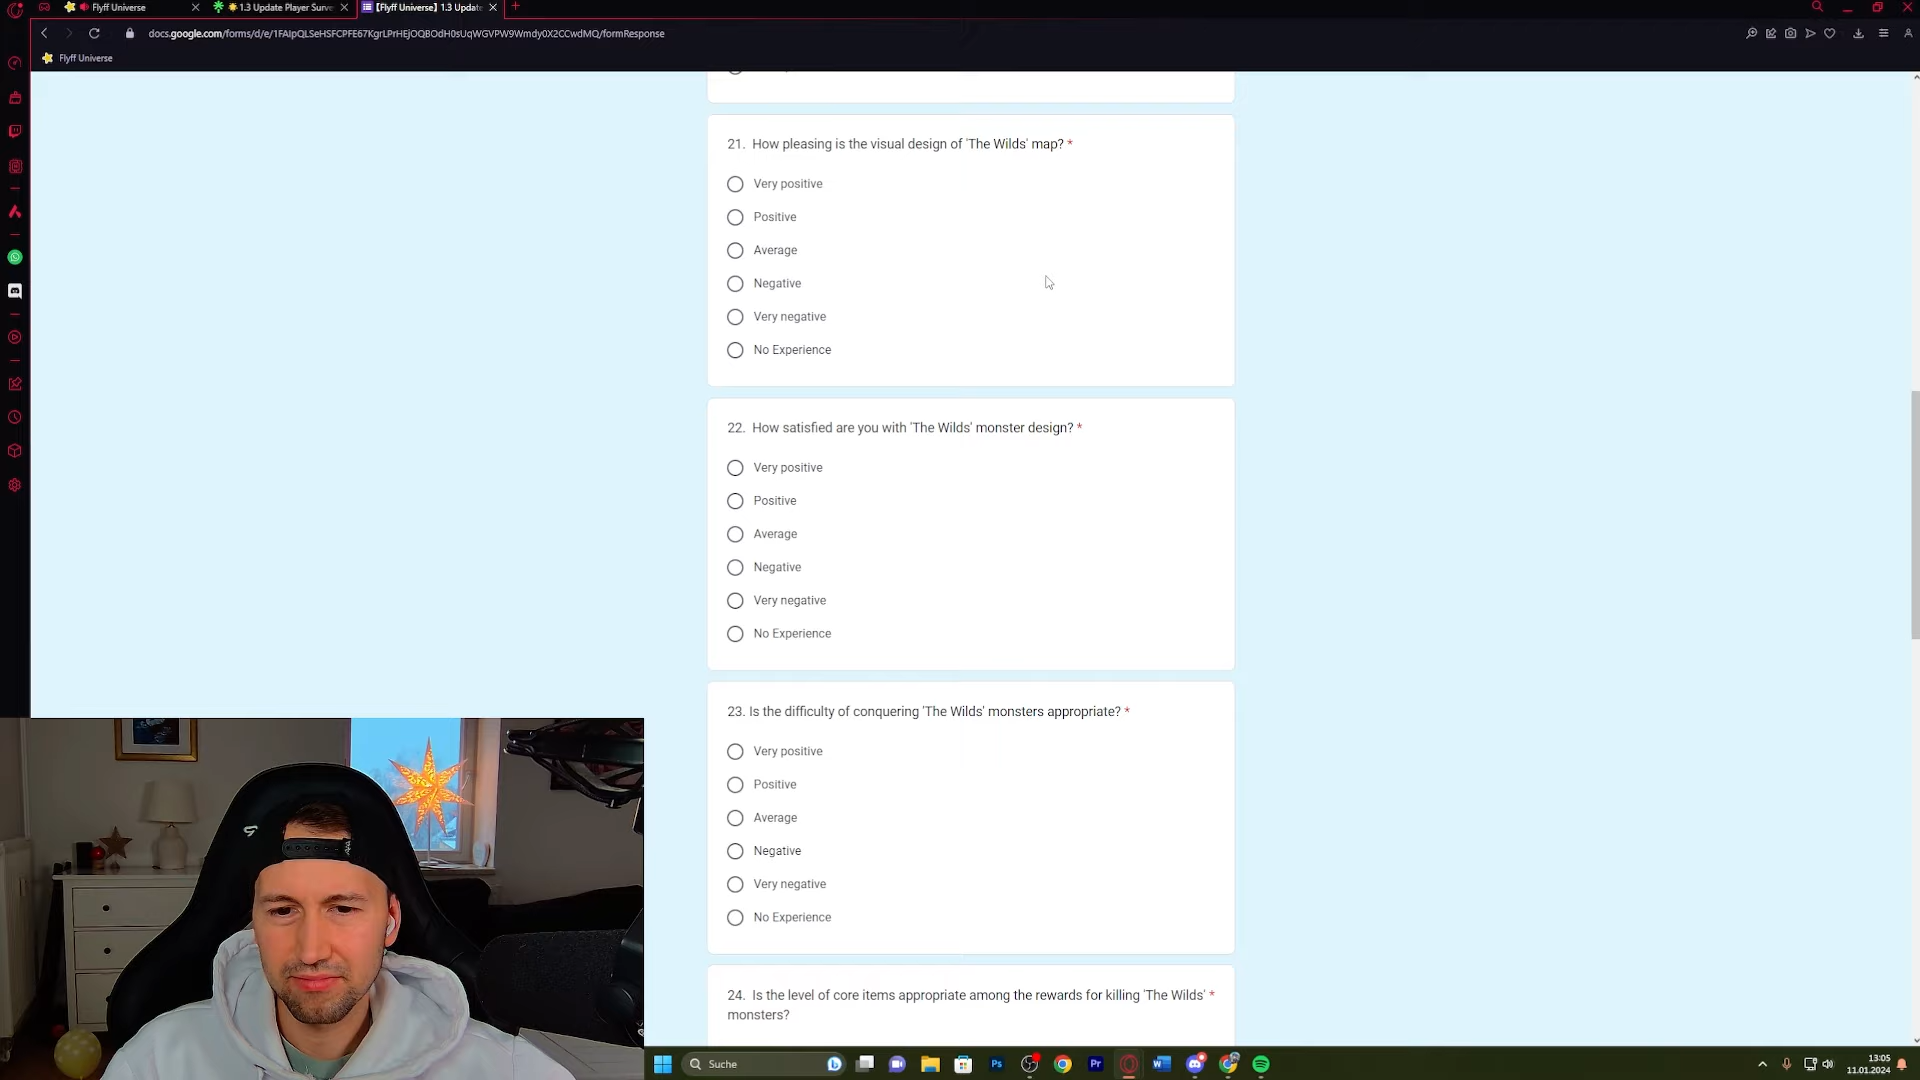 Flyff Universe
1.3 Update Player Surve
[Flyff Universe] 1.3 Update
docs.google.com/forms/d/e/
Flyff Universe
21. How pleasing is the visual design of 'The Wilds' map? *
Very positive
Positive
Average
Negative
Very negative
No Experience
22. How satisfied are you with 'The Wilds' monster design? *
Very positive
Positive
Average
Negative
Very negative
No Experience
23. Is the difficulty of conquering 'The Wilds' monsters appropriate? *
Very positive
Positive
Average
Negative
Very negative
No Experience
24. Is the level of core items appropriate among the rewards for killing 'The Wilds' *
monsters?
Suche
Ps
Pr
W
13:05
11.01.2024